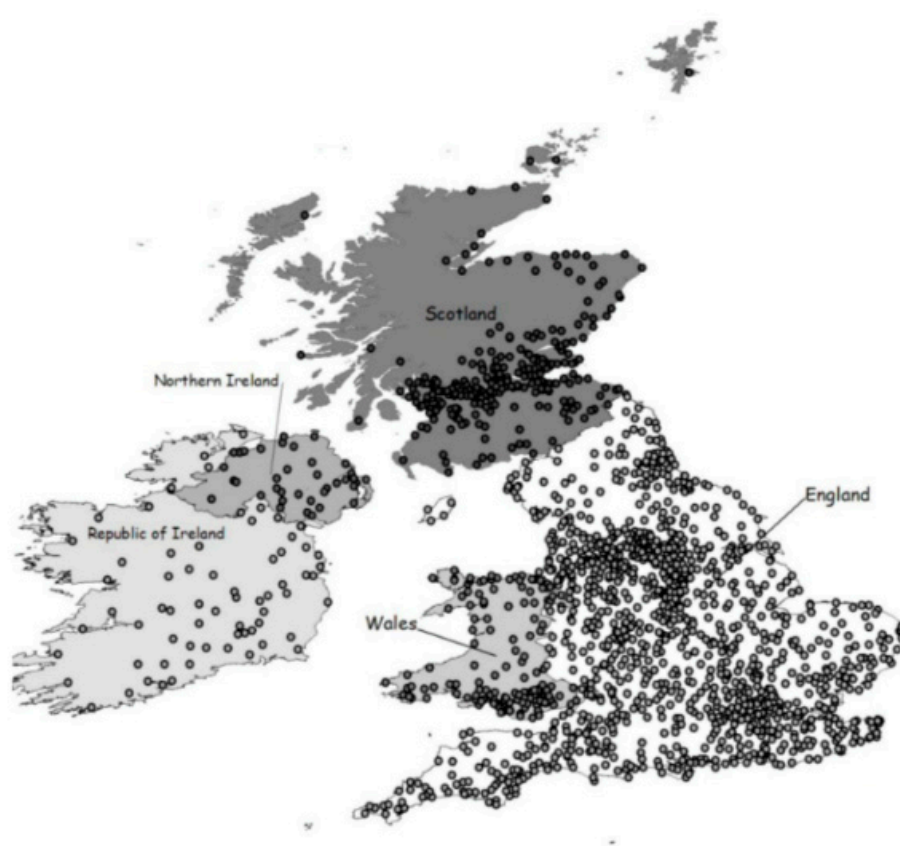 Scotland
Northern Ireland
England
Republic of Ireland
Wales